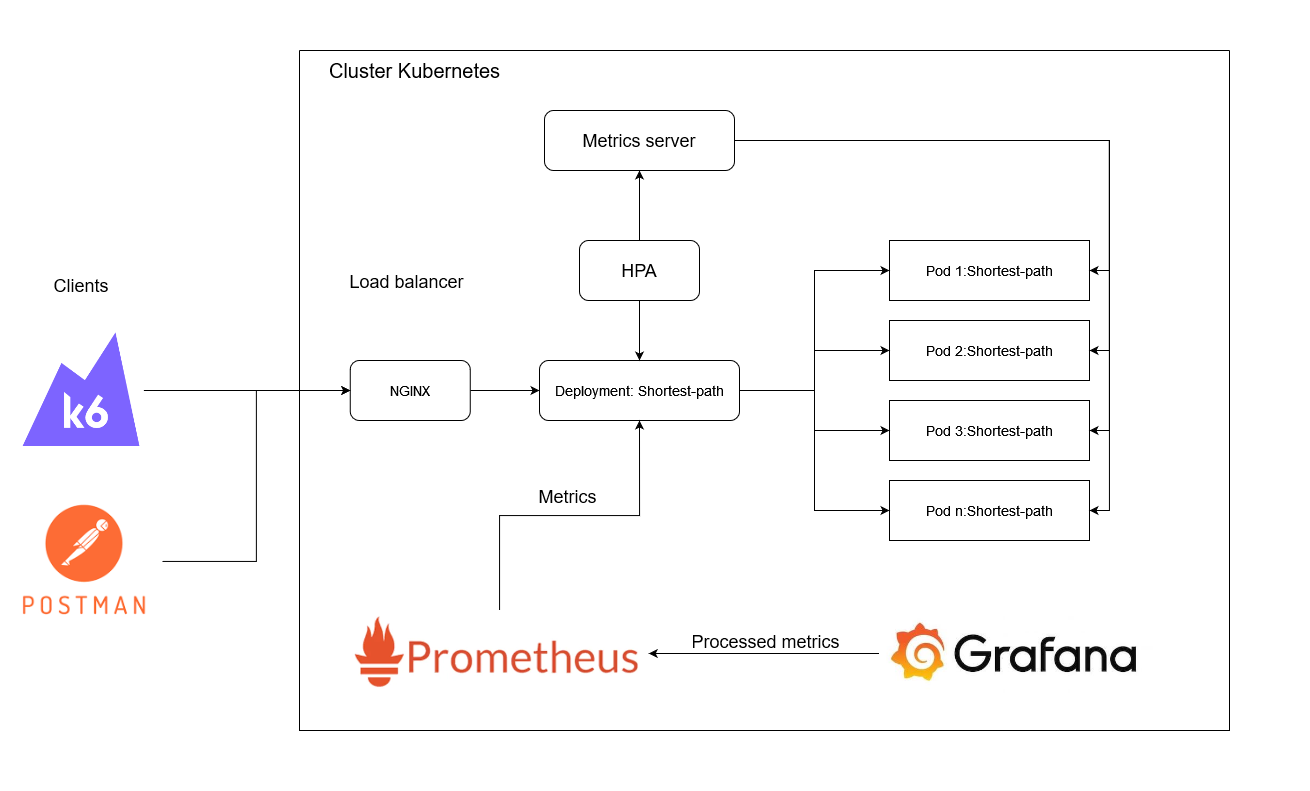 Cluster Kubernetes
Metrics server
HPA
Load balancer
Clients
k6
NGINX
Deployment: Shortest-path
Pod 1:Shortest-path
Pod 2:Shortest-path
Pod 3:Shortest-path
Pod n:Shortest-path
Metrics
POSTMAN
Prometheus
Processed metrics
Grafana